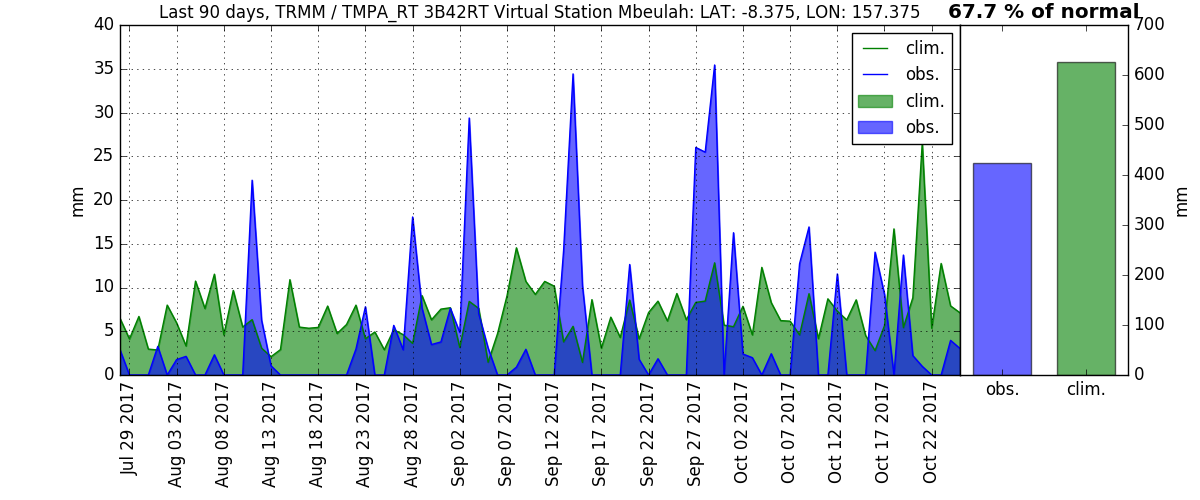 Last 90 days, TRMM / TMPA_RT 3B42RT Virtual Station Mbeulah: LAT: -8.375, LON: 157.375
67.7 % of normal
40
35
30
25
20
15
10
5
0
mm
clim.
obs.
clim.
obs.
Jul 29 2017
Aug 03 2017
Aug 08 2017
Aug 13 2017
Aug 18 2017
Aug 23 2017
Aug 28 2017
Sep 02 2017
Sep 07 2017
Sep 12 2017
Sep 17 2017
Sep 22 2017
Sep 27 2017
Oct 02 2017
Oct 07 2017
Oct 12 2017
Oct 17 2017
Oct 22 2017
700
600
500
400
300
200
100
0
mm
obs.
clim.